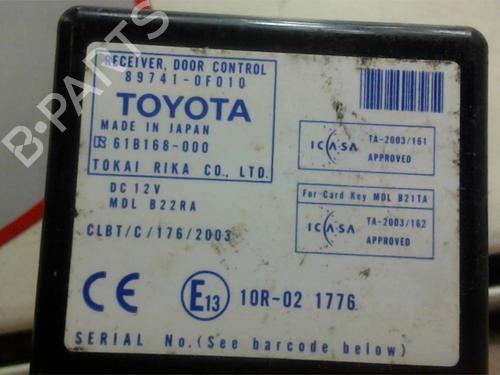 RECEIVER, DOOR CONTROL
89741-0F010
TOYOTA
MADE IN JAPAN
61B168-000
TOKAI RIKA CO., LTD.
DC 12V
MDL B22RA
CLBT/C/176/2003
ICASA
TA-2003/161
APPROVED
For Card Key MDL B21TA
ICASA
TA-2003/162
APPROVED
CE
E13
10R-02 1776
SERIAL No.(See barcode below)
B-PARTS